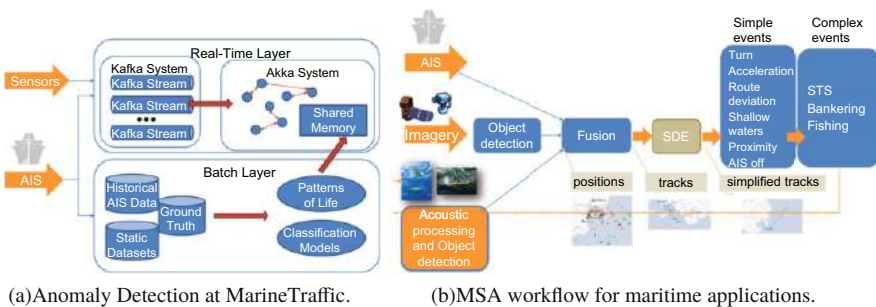 Real-Time Layer
Sensors
Kafka System
Kafka Stream
Kafka Stream
Kafka Stream
Akka System
Shared
Memory
AIS
Batch Layer
Historical
AIS Data
Ground
Truth
Static
Datasets
Patterns
of Life
Classification
Models
(a)Anomaly Detection at MarineTraffic.
AIS
Imagery
Object
detection
Acoustic
processing
and Object
detection
Fusion
SDE
positions
tracks
simplified tracks
Simple
events
Turn
Acceleration
Route
deviation
Shallow
waters
Proximity
AIS off
Complex
events
STS
Bankering
Fishing
(b)MSA workflow for maritime applications.